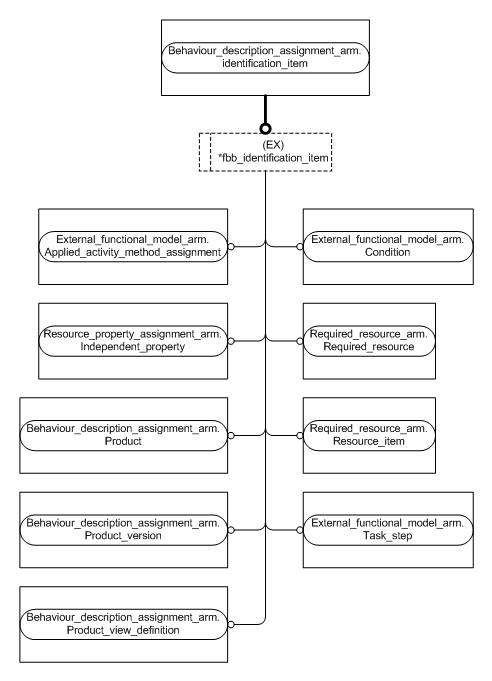 Behaviour_description_assignment_arm.
identification_item
(EX)
*fbb_identification_item
External_functional_model_arm.
Applied_activity_method_assignment
External_functional_model_arm.
Condition
Resource_property_assignment_arm.
Independent_property
Required_resource_arm.
Required_resource
Behaviour_description_assignment_arm.
Product
Required_resource_arm.
Resource_item
Behaviour_description_assignment_arm.
Product_version
External_functional_model_arm.
Task_step
Behaviour_description_assignment_arm.
Product_view_definition